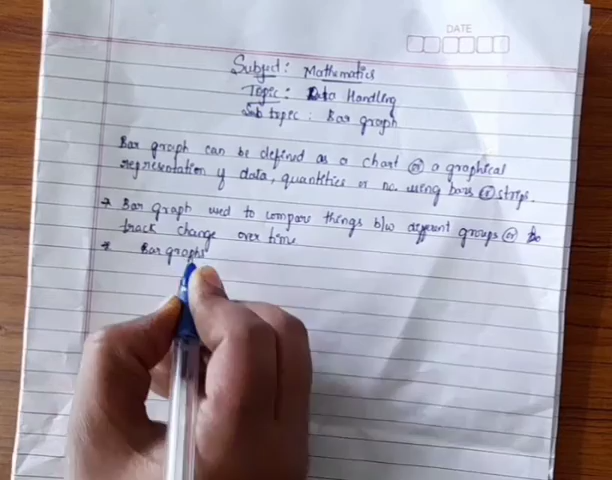 DATE
Subject: Mathematics
Topic: Data Handling
Sub topic: Bar graph
Bar graph can be defined as a chart or a graphical
representation of data, quantities or no. using bars or strips.
* Bar graph used to compare things b/w different groups or to
track change over time
* Bar graphs